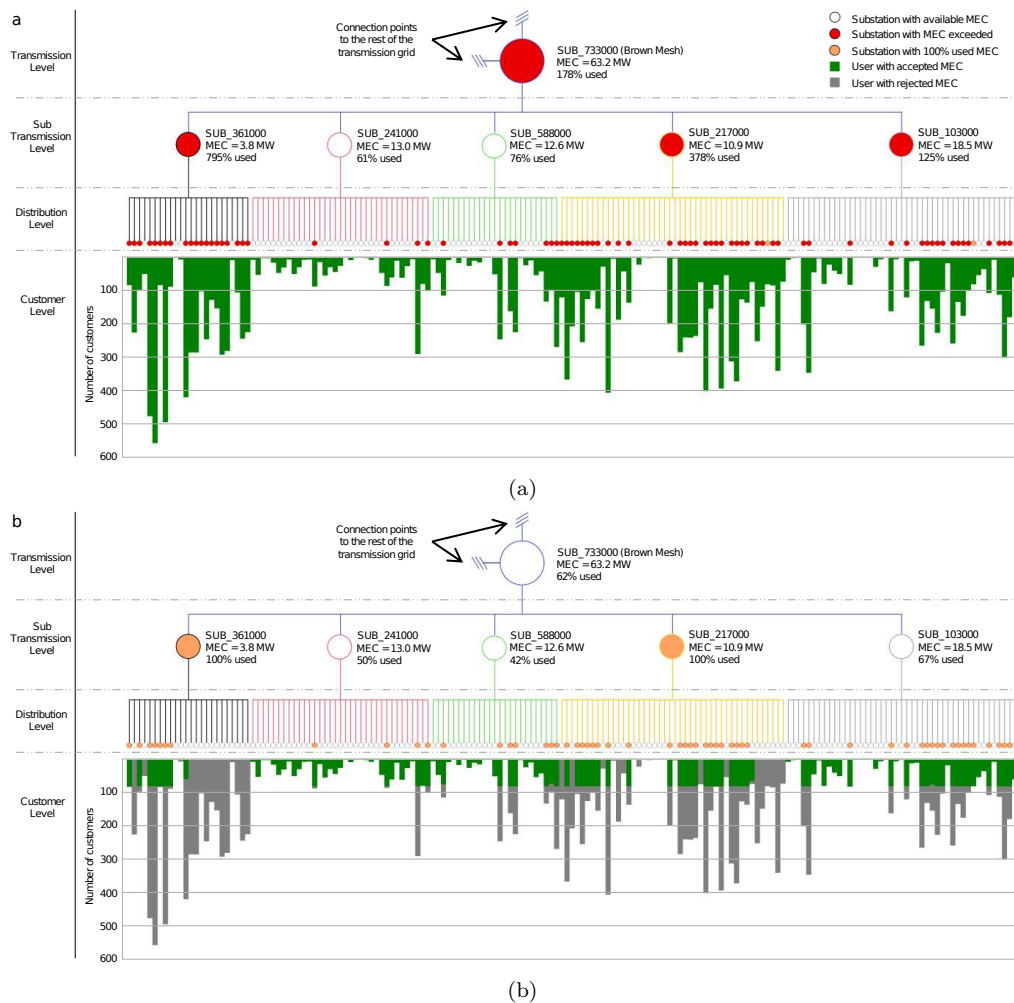 a
Connection points
to the rest of the
transmission grid
Transmission
Level
SUB_733000 (Brown Mesh)
MEC = 63.2 MW
178% used
Substation with available MEC
Substation with MEC exceeded
Substation with 100% used MEC
User with accepted MEC
User with rejected MEC
Sub
Transmission
Level
SUB_361000
MEC = 3.8 MW
795% used
SUB_241000
MEC = 13.0 MW
61% used
SUB_588000
MEC = 12.6 MW
76% used
SUB_217000
MEC = 10.9 MW
378% used
SUB_103000
MEC = 18.5 MW
125% used
Distribution
Level
Customer
Level
Number of customers
100
200
300
400
500
600
(a)
b
Connection points
to the rest of the
transmission grid
Transmission
Level
SUB_733000 (Brown Mesh)
MEC = 63.2 MW
62% used
Sub
Transmission
Level
SUB_361000
MEC = 3.8 MW
100% used
SUB_241000
MEC = 13.0 MW
50% used
SUB_588000
MEC = 12.6 MW
42% used
SUB_217000
MEC = 10.9 MW
100% used
SUB_103000
MEC = 18.5 MW
67% used
Distribution
Level
Customer
Level
Number of customers
100
200
300
400
500
600
(b)